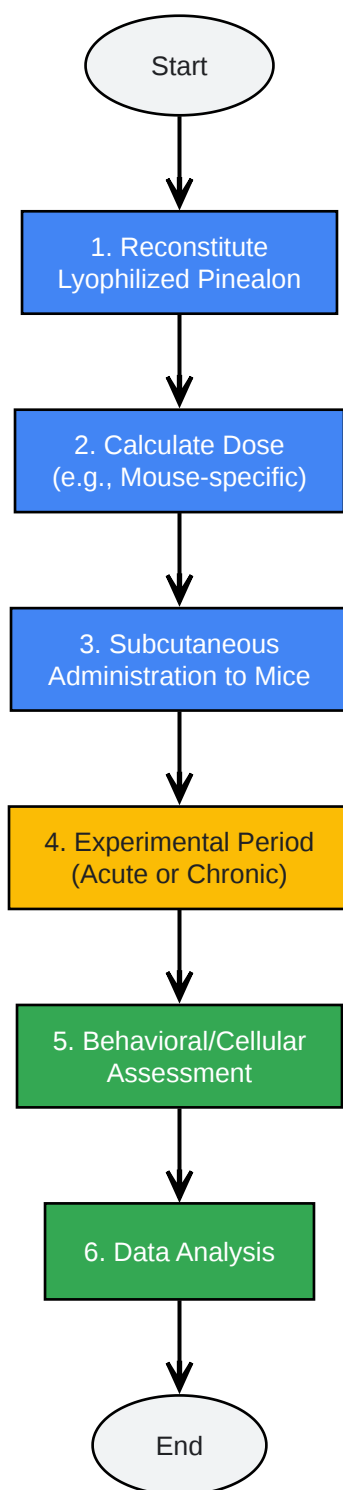 Start
1. Reconstitute
Lyophilized Pinealon
2. Calculate Dose
(e.g., Mouse-specific)
3. Subcutaneous
Administration to Mice
4. Experimental Period
(Acute or Chronic)
5. Behavioral/Cellular
Assessment
6. Data Analysis
End